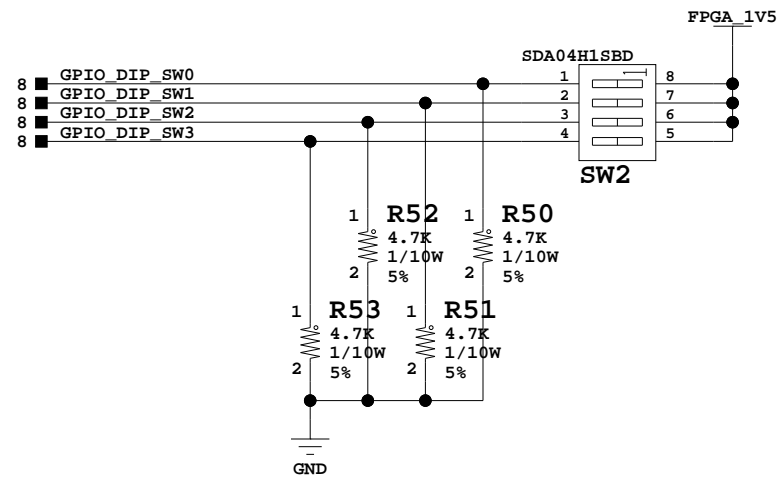 FPGA_1V5
SDA04H1SBD
8 GPIO_DIP_SW0 1 8
8 GPIO_DIP_SW1 2 7
8 GPIO_DIP_SW2 3 6
8 GPIO_DIP_SW3 4 5
SW2
1 R52 1 R50
4.7K 4.7K
1/10W 1/10W
2 5% 2 5%
1 R53 1 R51
4.7K 4.7K
1/10W 1/10W
2 5% 2 5%
GND